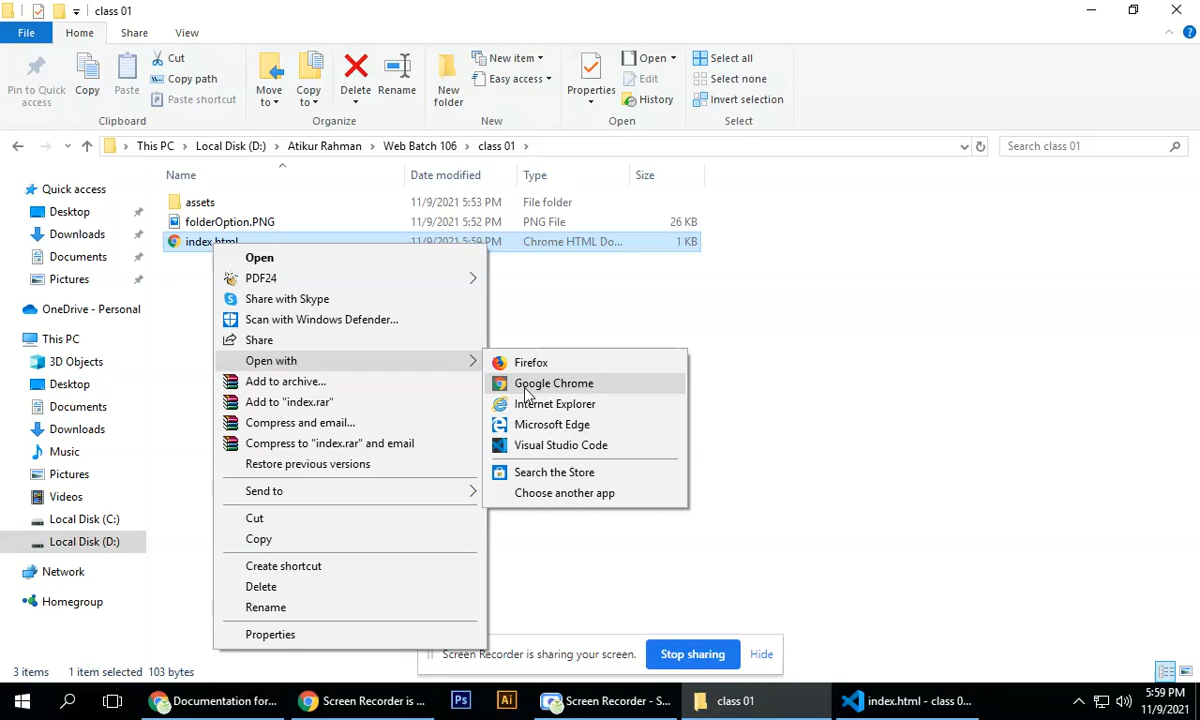 class 01
File Home Share View
Pin to Quick access
Copy
Paste
Cut
Copy path
Paste shortcut
Clipboard
Move to
Copy to
Delete
Rename
Organize
New folder
New item
Easy access
New
Properties
Open
Edit
History
Open
Select all
Select none
Invert selection
Select
This PC > Local Disk (D:) > Atikur Rahman > Web Batch 106 > class 01 >
Search class 01
Name Date modified Type Size
assets 11/9/2021 5:53 PM File folder
folderOption.PNG 11/9/2021 5:52 PM PNG File 26 KB
index.html 11/9/2021 5:59 PM Chrome HTML Do... 1 KB
Quick access
Desktop
Downloads
Documents
Pictures
OneDrive - Personal
This PC
3D Objects
Desktop
Documents
Downloads
Music
Pictures
Videos
Local Disk (C:)
Local Disk (D:)
Network
Homegroup
Open
PDF24
Share with Skype
Scan with Windows Defender...
Share
Open with
Add to archive...
Add to "index.rar"
Compress and email...
Compress to "index.rar" and email
Restore previous versions
Send to
Cut
Copy
Create shortcut
Delete
Rename
Properties
Firefox
Google Chrome
Internet Explorer
Microsoft Edge
Visual Studio Code
Search the Store
Choose another app
Screen Recorder is sharing your screen. Stop sharing Hide
3 items 1 item selected 103 bytes
Documentation for...
Screen Recorder is ...
Ps
Ai
Screen Recorder - S...
class 01
index.html - class 0...
5:59 PM
11/9/2021